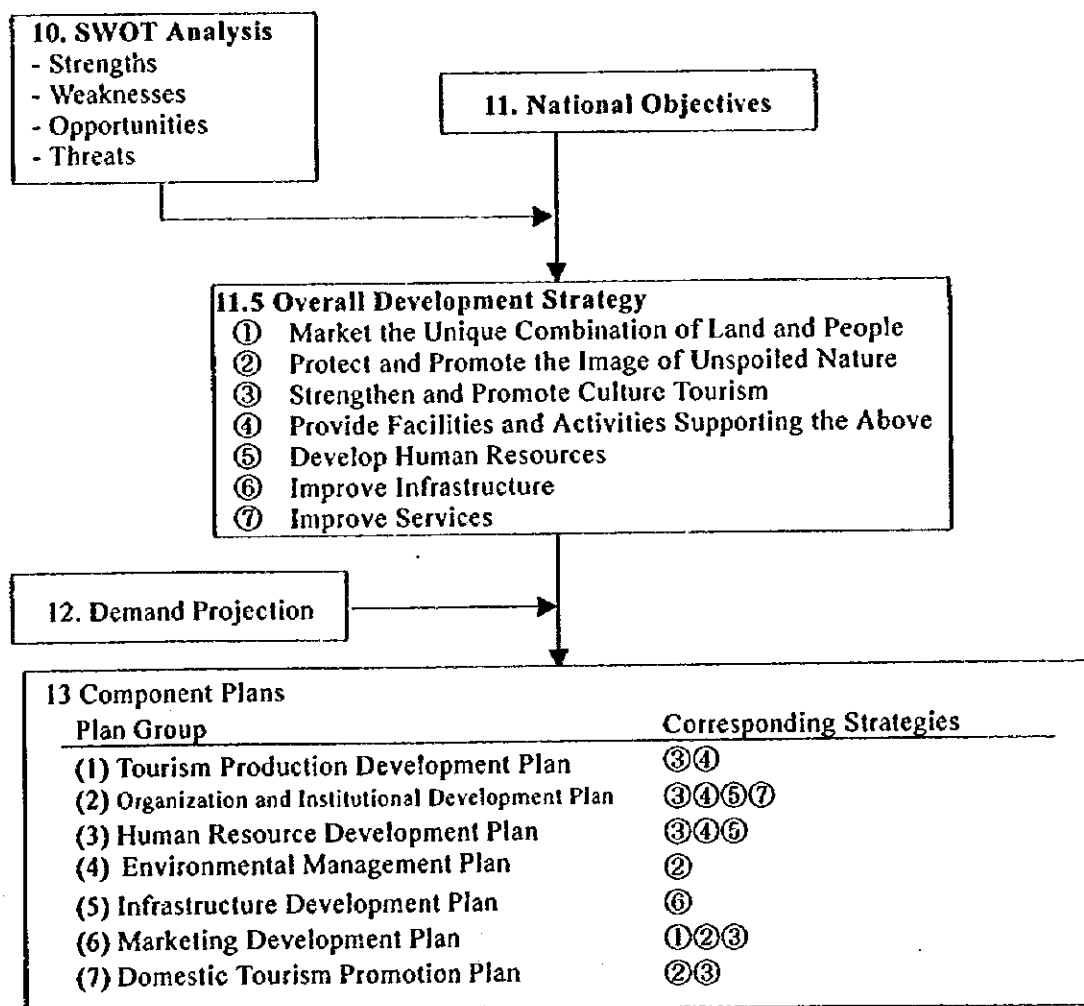 10. SWOT Analysis
- Strengths
- Weaknesses
- Opportunities
- Threats
11. National Objectives
11.5 Overall Development Strategy
① Market the Unique Combination of Land and People
② Protect and Promote the Image of Unspoiled Nature
③ Strengthen and Promote Culture Tourism
④ Provide Facilities and Activities Supporting the Above
⑤ Develop Human Resources
⑥ Improve Infrastructure
⑦ Improve Services
12. Demand Projection
13 Component Plans
Plan Group Corresponding Strategies
(1) Tourism Production Development Plan ③④
(2) Organization and Institutional Development Plan ③④⑤⑦
(3) Human Resource Development Plan ③④⑤
(4) Environmental Management Plan ②
(5) Infrastructure Development Plan ⑥
(6) Marketing Development Plan ①②③
(7) Domestic Tourism Promotion Plan ②③